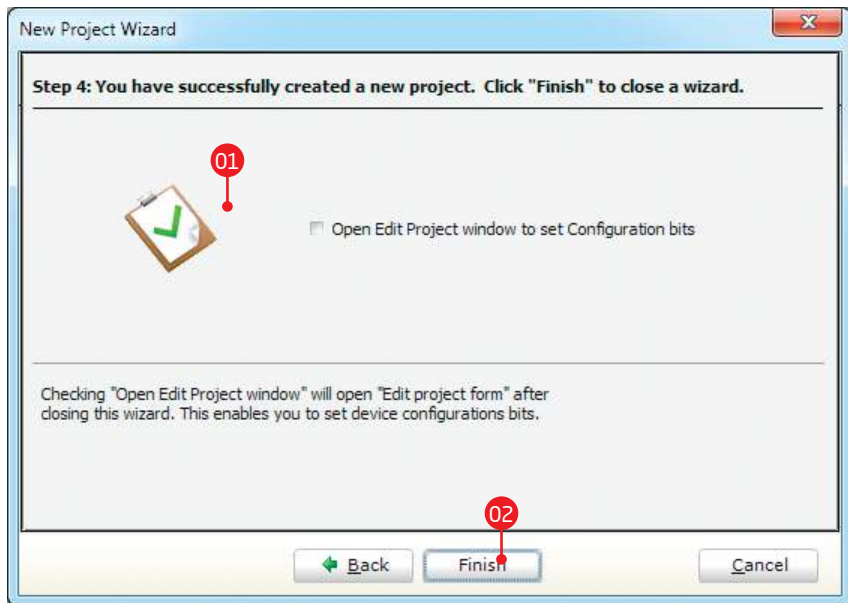 New Project Wizard
Step 4: You have successfully created a new project. Click "Finish" to close a wizard.
01
Open Edit Project window to set Configuration bits
Checking "Open Edit Project window" will open "Edit project form" after
closing this wizard. This enables you to set device configurations bits.
02
Back Finish Cancel